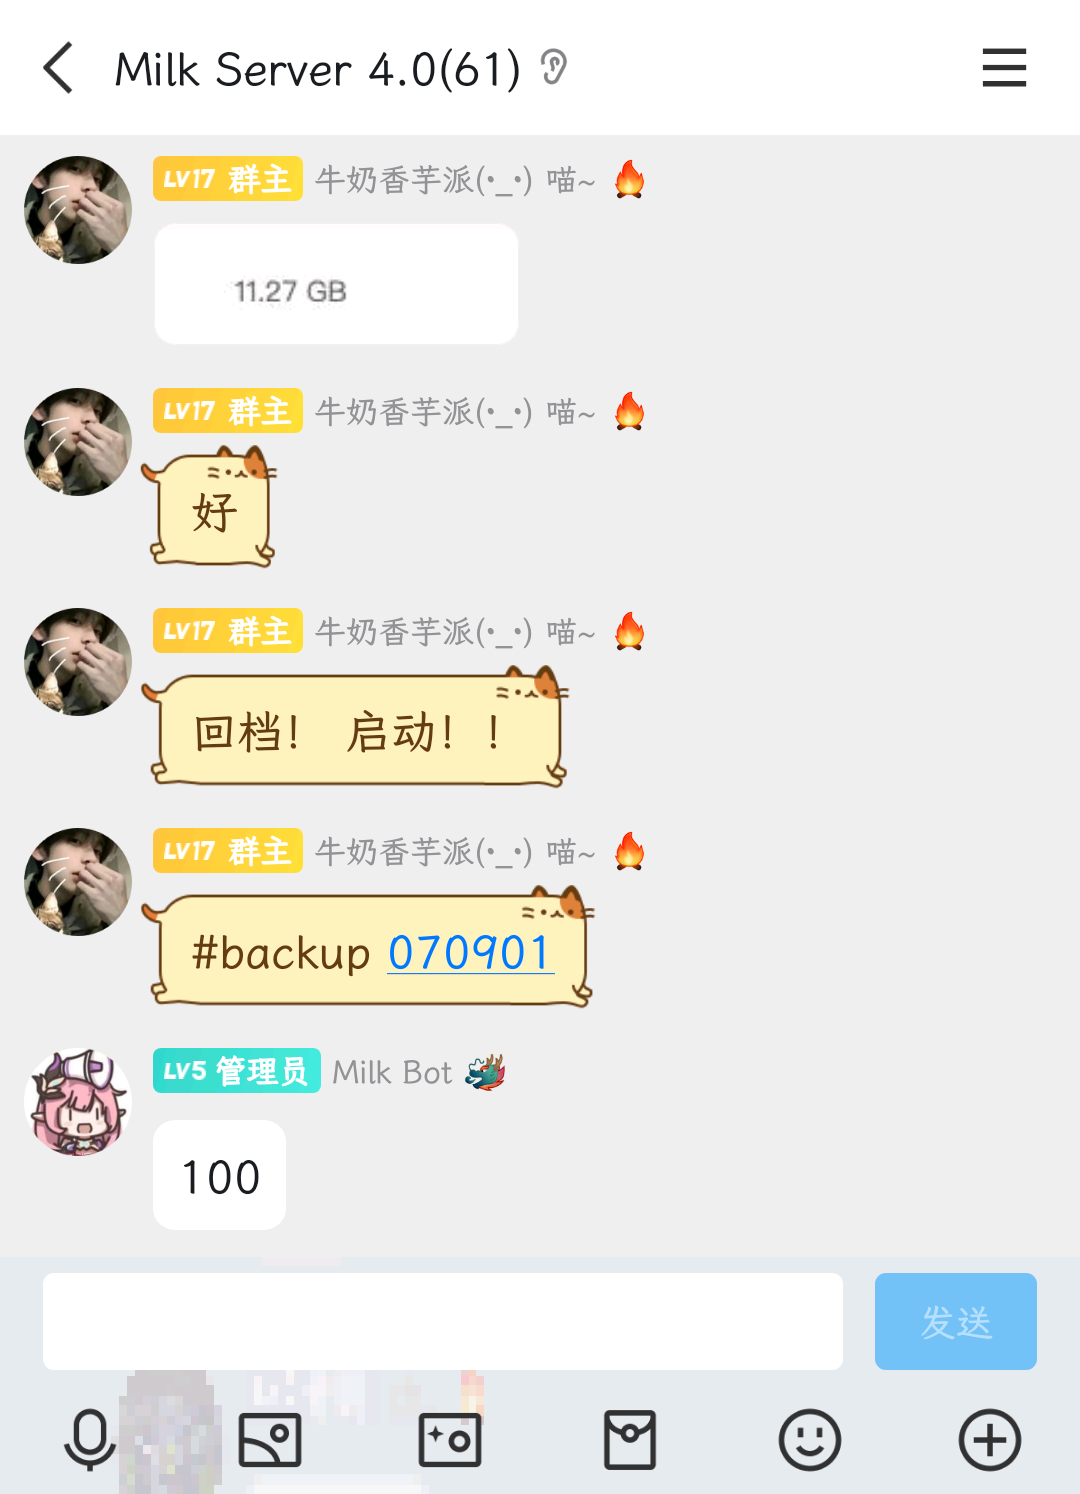 Milk Server 4.0(61)
LV17 群主 牛奶香芋派(·_·) 喵~
11.27 GB
LV17 群主 牛奶香芋派(·_·) 喵~
好
LV17 群主 牛奶香芋派(·_·) 喵~
回档! 启动!!
LV17 群主 牛奶香芋派(·_·) 喵~
#backup 070901
LV5 管理员 Milk Bot
100
发送